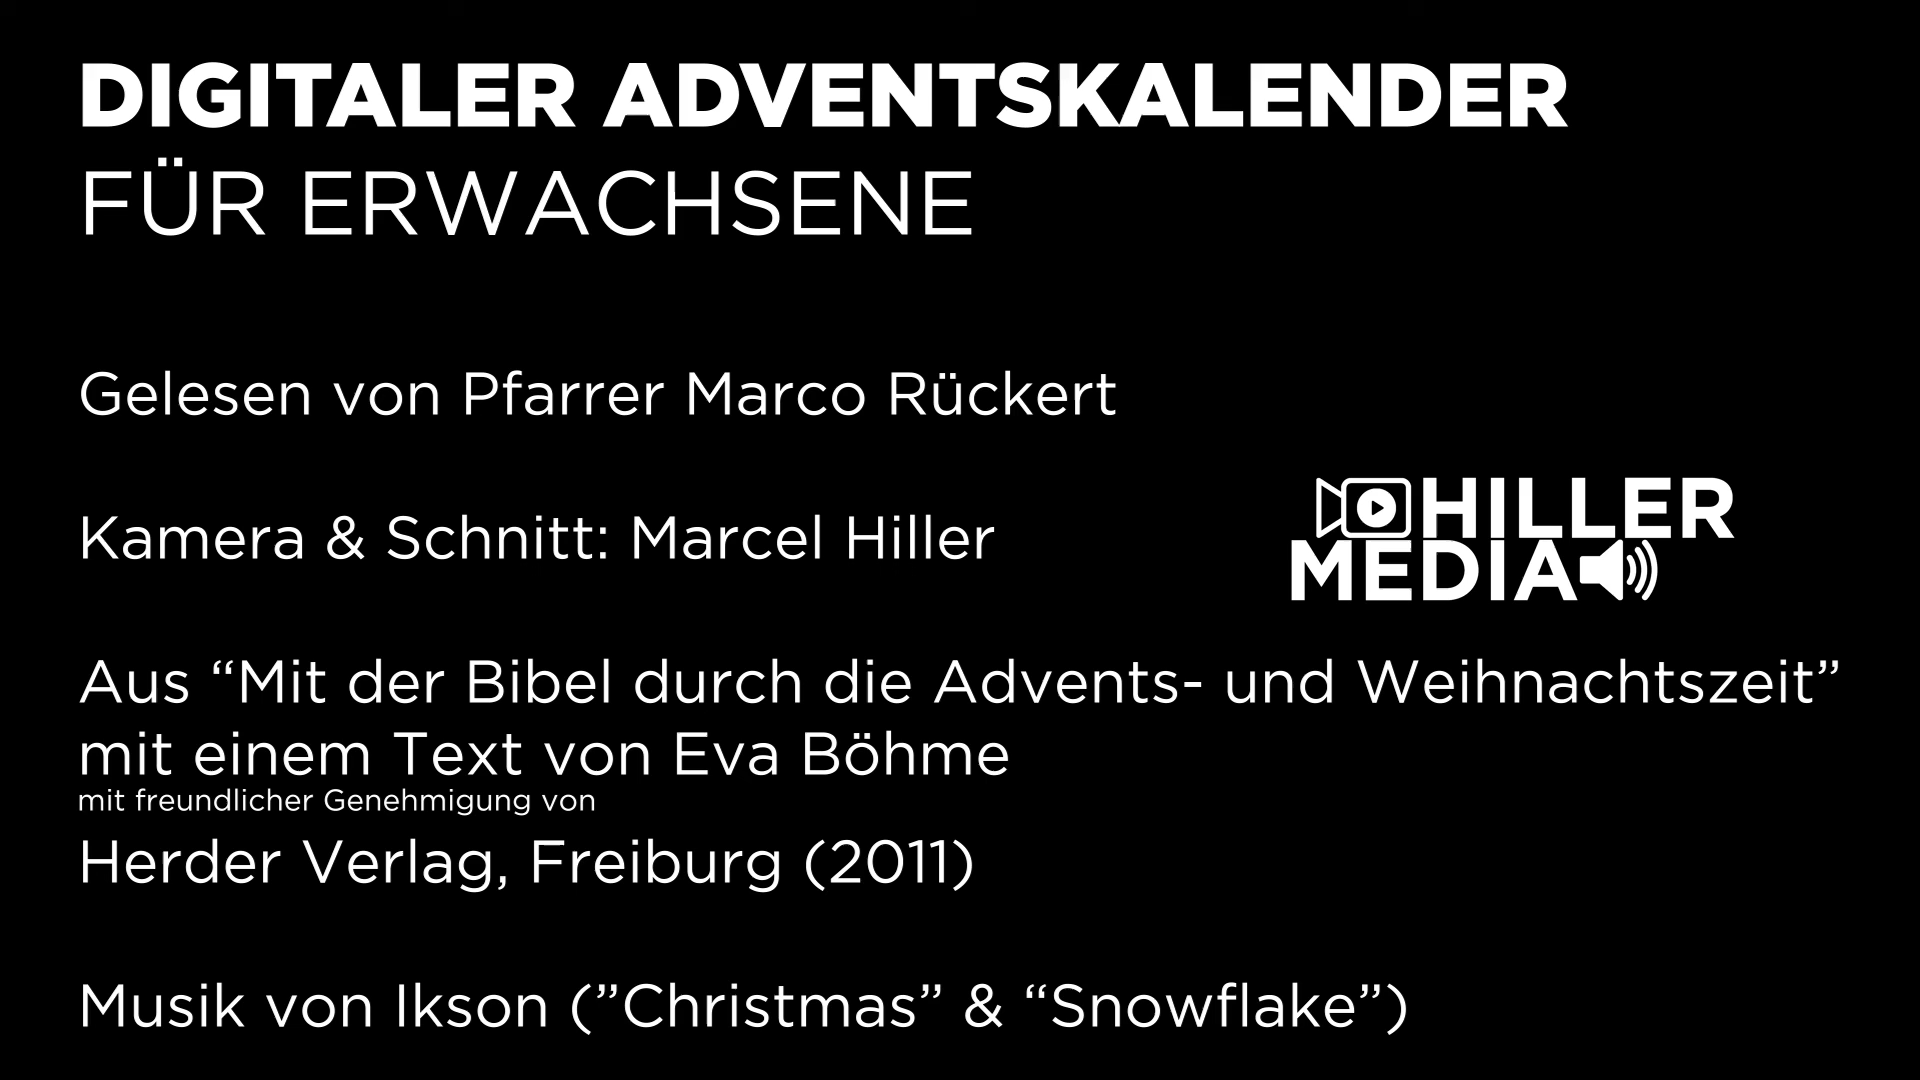 DIGITALER ADVENTSKALENDER
FÜR ERWACHSENE
Gelesen von Pfarrer Marco Rückert
Kamera & Schnitt: Marcel Hiller
HILLER
MEDIA
Aus “Mit der Bibel durch die Advents- und Weihnachtszeit”
mit einem Text von Eva Böhme
mit freundlicher Genehmigung von
Herder Verlag, Freiburg (2011)
Musik von Ikson (”Christmas” & “Snowflake”)